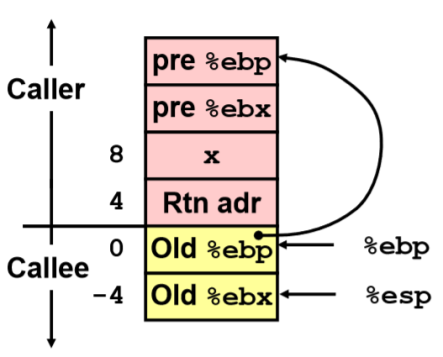 pre %ebp
Caller
pre %ebx
8 x
4 Rtn adr
0 Old %ebp %ebp
Callee
-4 Old %ebx %esp